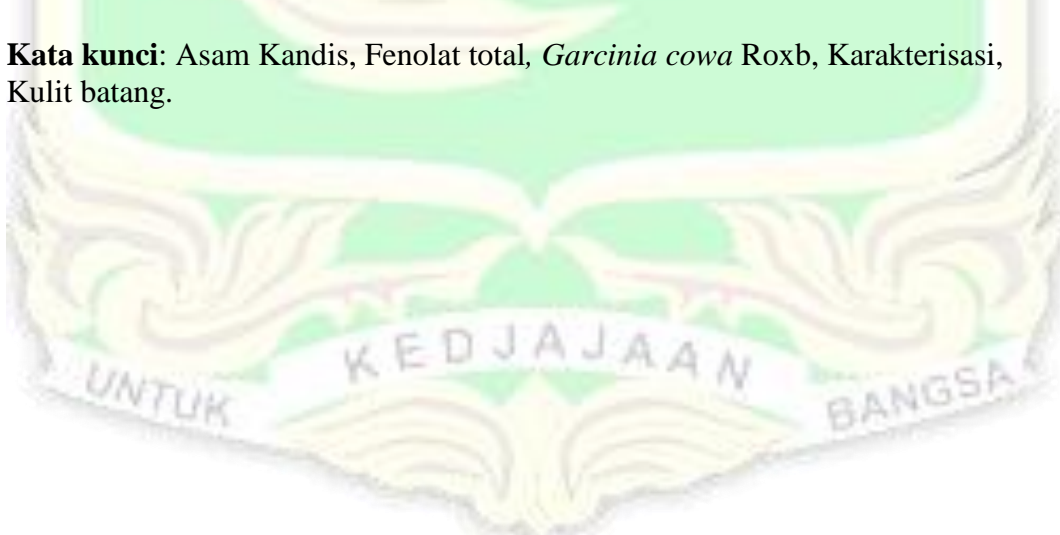 Kata kunci: Asam Kandis, Fenolat total, Garcinia cowa Roxb, Karakterisasi,
Kulit batang.
UNTUK KEDJAJAAN BANGSA